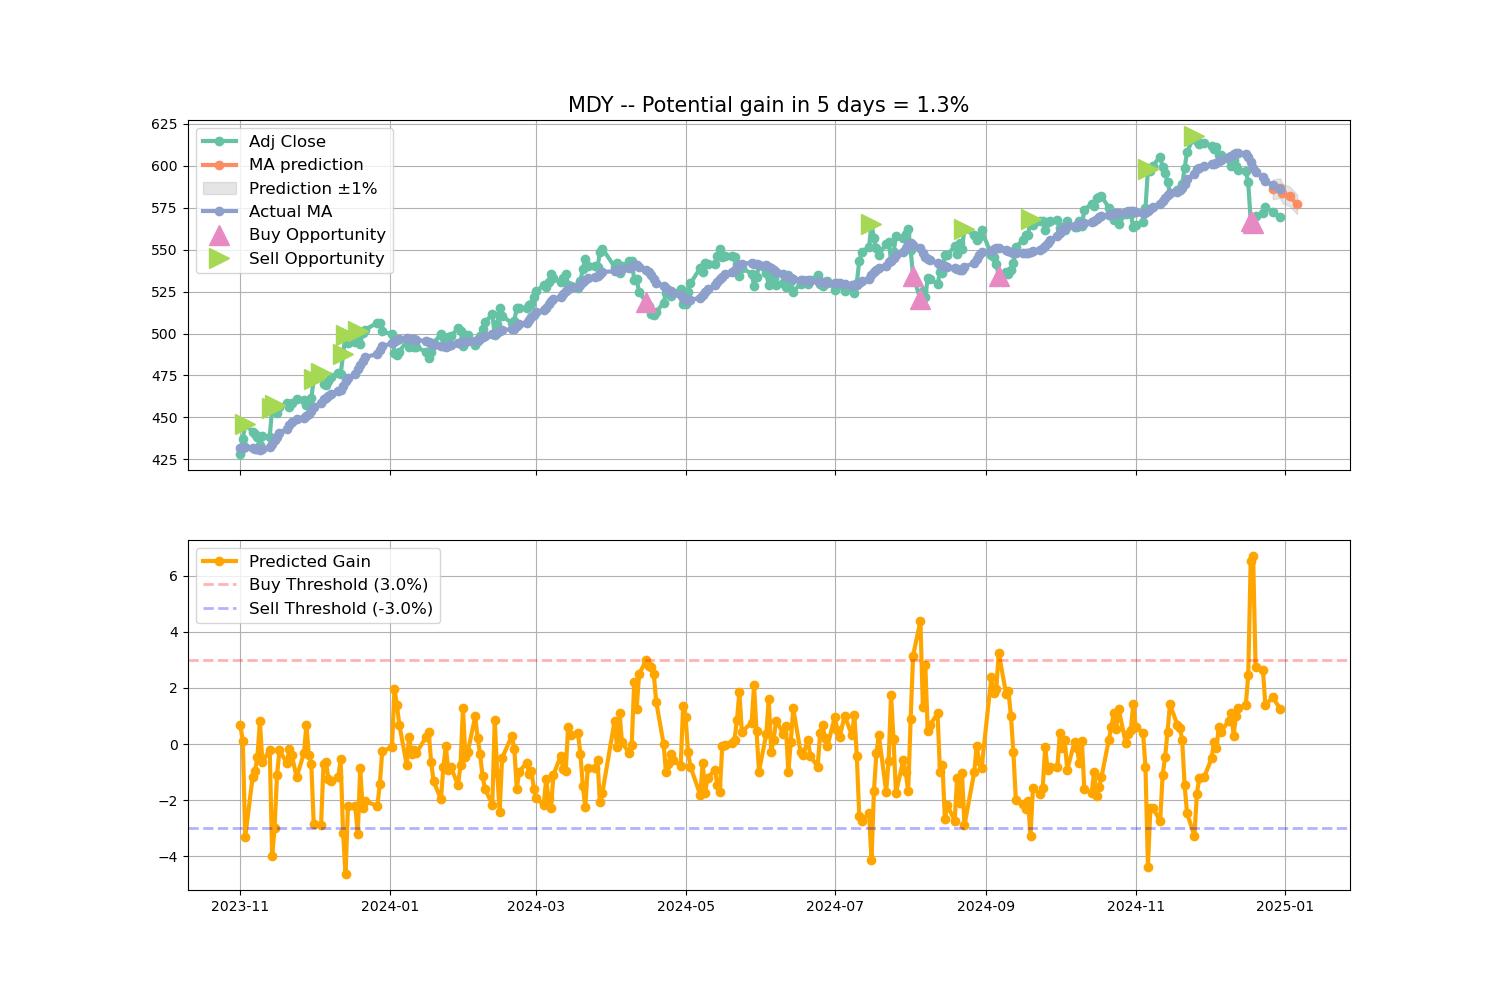 MDY -- Potential gain in 5 days = 1.3%
625
600
575
550
525
500
475
450
425
Adj Close
MA prediction
Prediction ±1%
Actual MA
Buy Opportunity
Sell Opportunity
6
4
2
0
−2
−4
Predicted Gain
Buy Threshold (3.0%)
Sell Threshold (-3.0%)
2023-11
2024-01
2024-03
2024-05
2024-07
2024-09
2024-11
2025-01